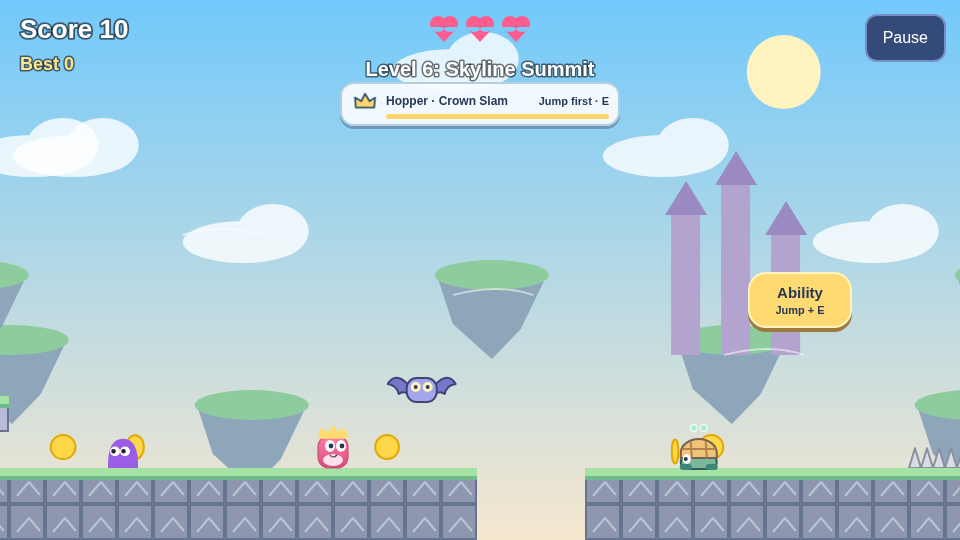 Score 10
Best 0
Level 6: Skyline Summit
Hopper · Crown Slam
Jump first · E
Pause
Ability
Jump + E